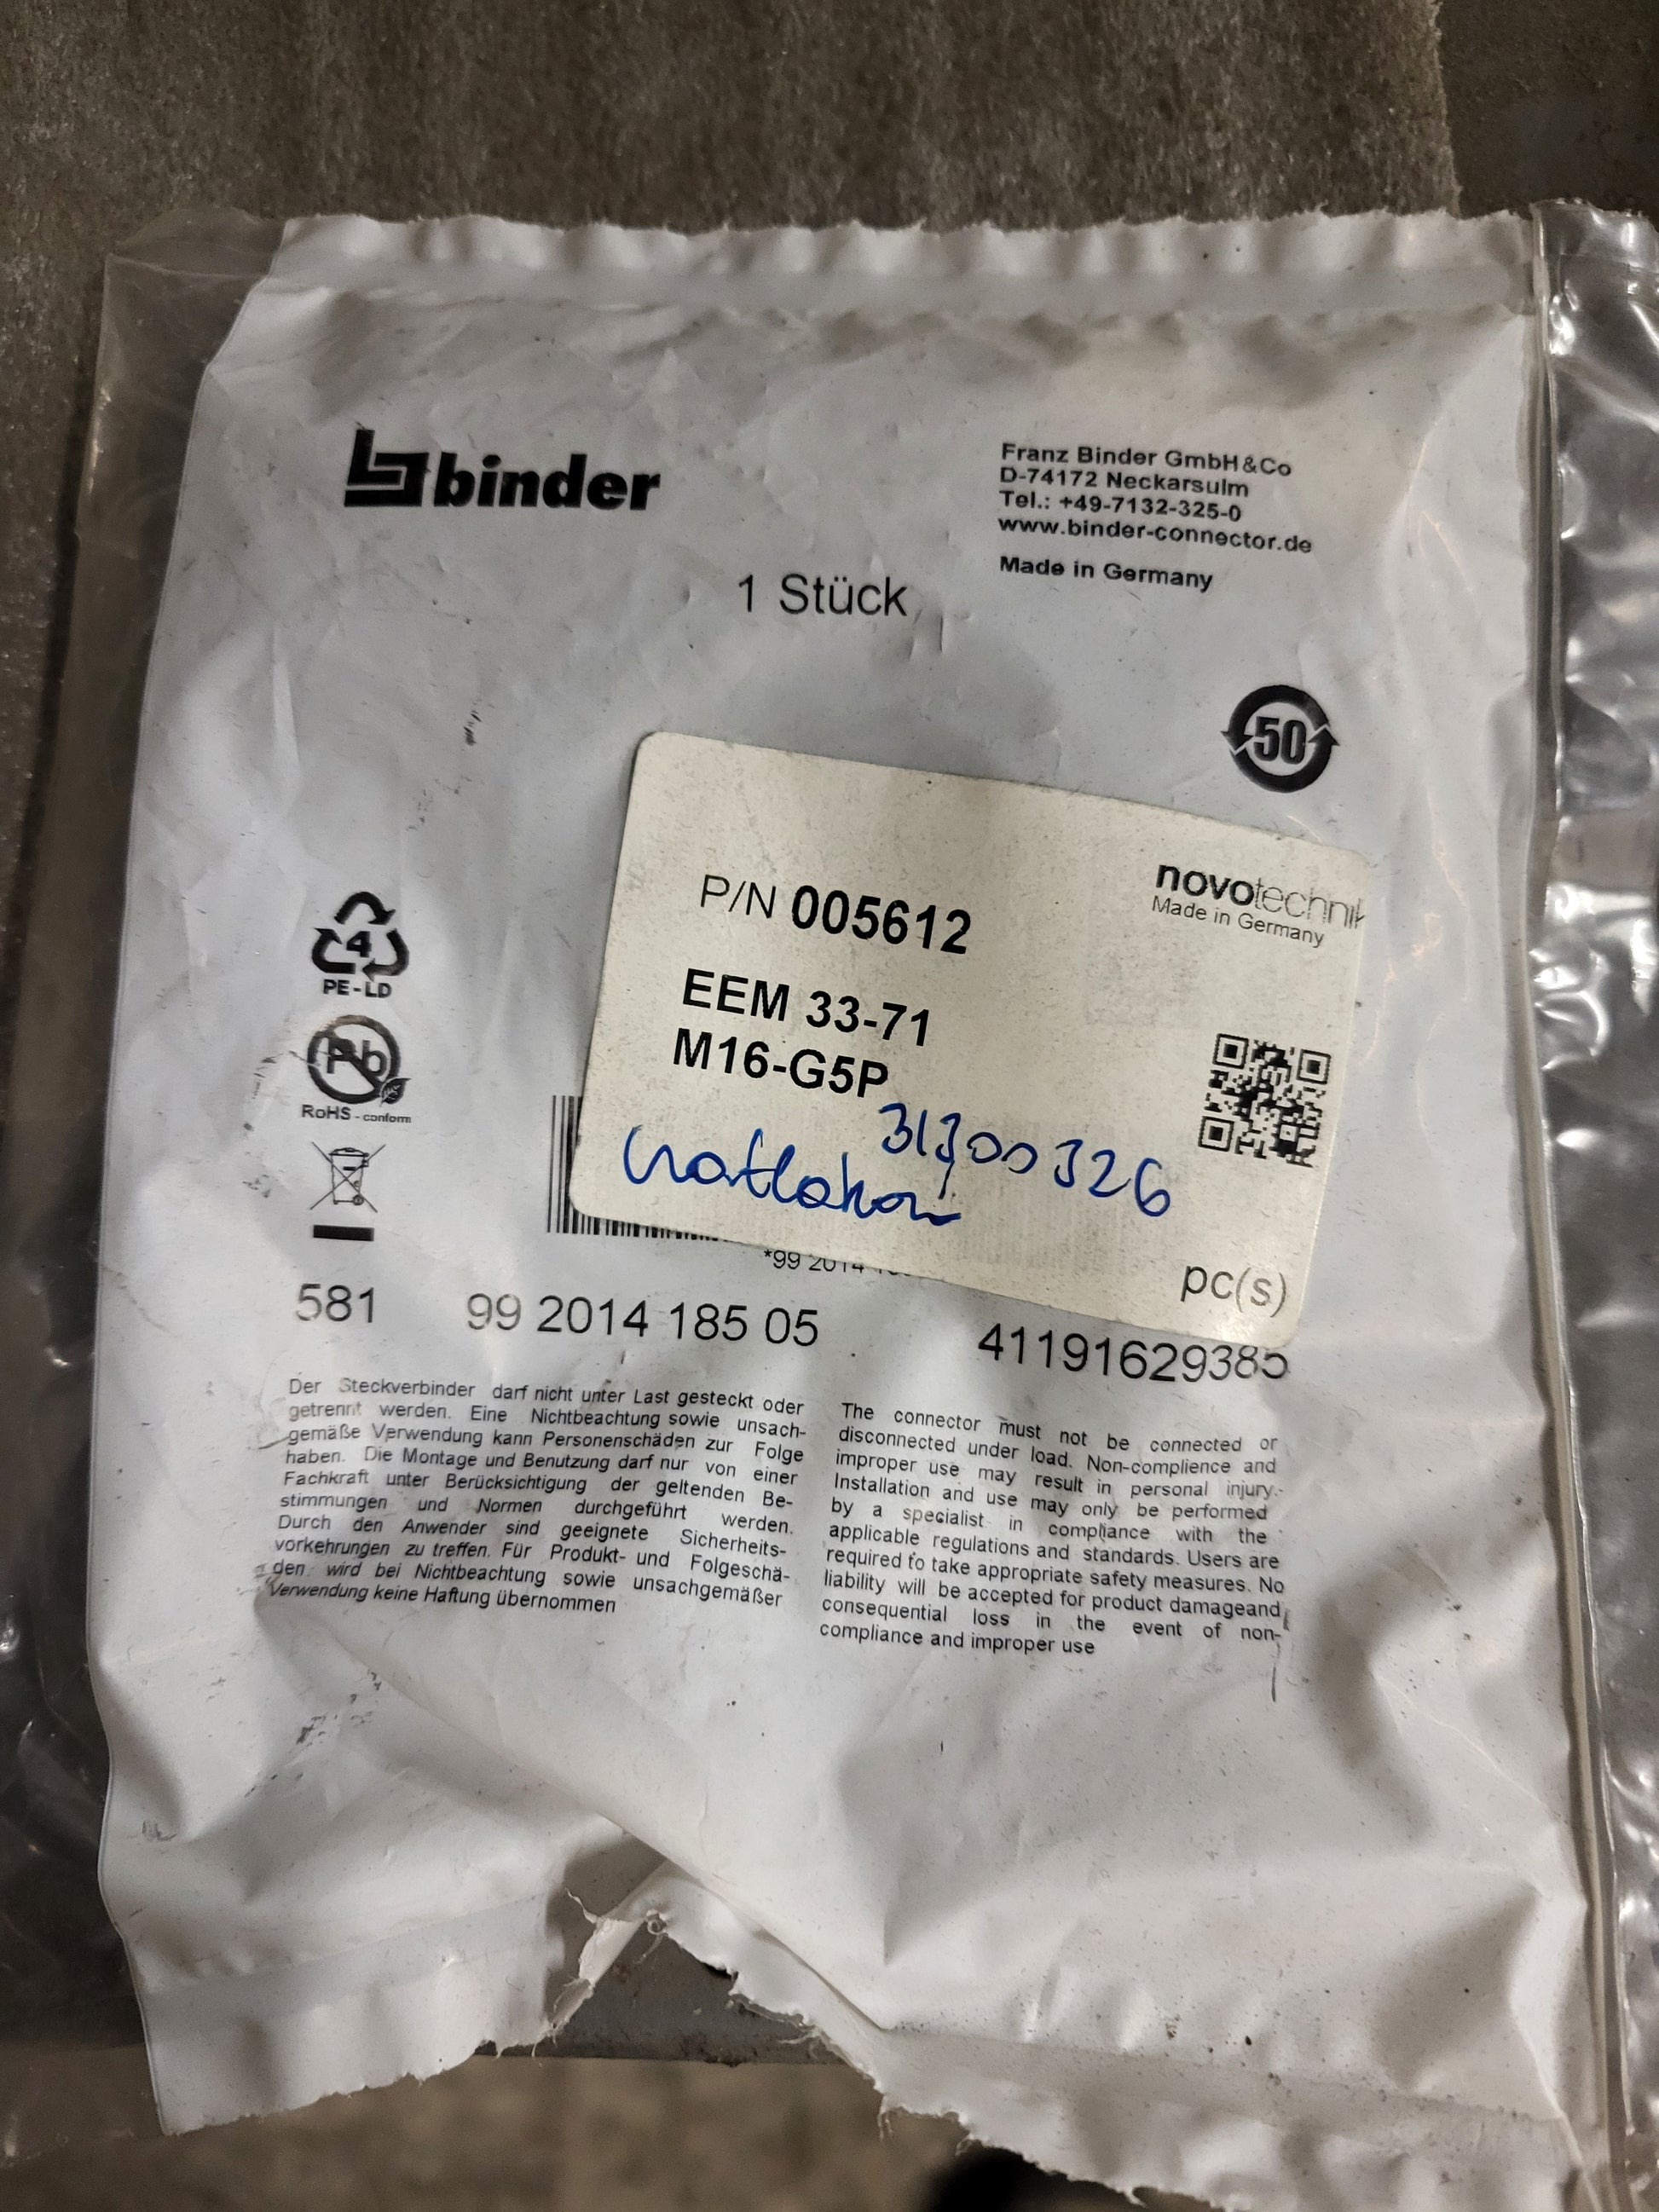 binder
Franz Binder GmbH & Co
D-74172 Neckarsulm
Tel.: +49-7132-325-0
www.binder-connector.de
Made in Germany
1 Stück
50
novotechnik
Made in Germany
P/N 005612
EEM 33-71
M16-G5P
pc(s)
4
PE-LD
Pb
RoHS - conform
*99 2014
581 99 2014 185 05 41191629385
Der Steckverbinder darf nicht unter Last gesteckt oder
getrennt werden. Eine Nichtbeachtung sowie unsach-
gemäße Verwendung kann Personenschäden zur Folge
haben. Die Montage und Benutzung darf nur von einer
Fachkraft unter Berücksichtigung der geltenden Be-
stimmungen und Normen durchgeführt werden.
Durch den Anwender sind geeignete Sicherheits-
vorkehrungen zu treffen. Für Produkt- und Folgeschä-
den wird bei Nichtbeachtung sowie unsachgemäßer
Verwendung keine Haftung übernommen
The connector must not be connected or
disconnected under load. Non-complience and
improper use may result in personal injury.
Installation and use may only be performed
by a specialist in compliance with the
applicable regulations and standards. Users are
required to take appropriate safety measures. No
liability will be accepted for product damageand
consequential loss in the event of non-
compliance and improper use